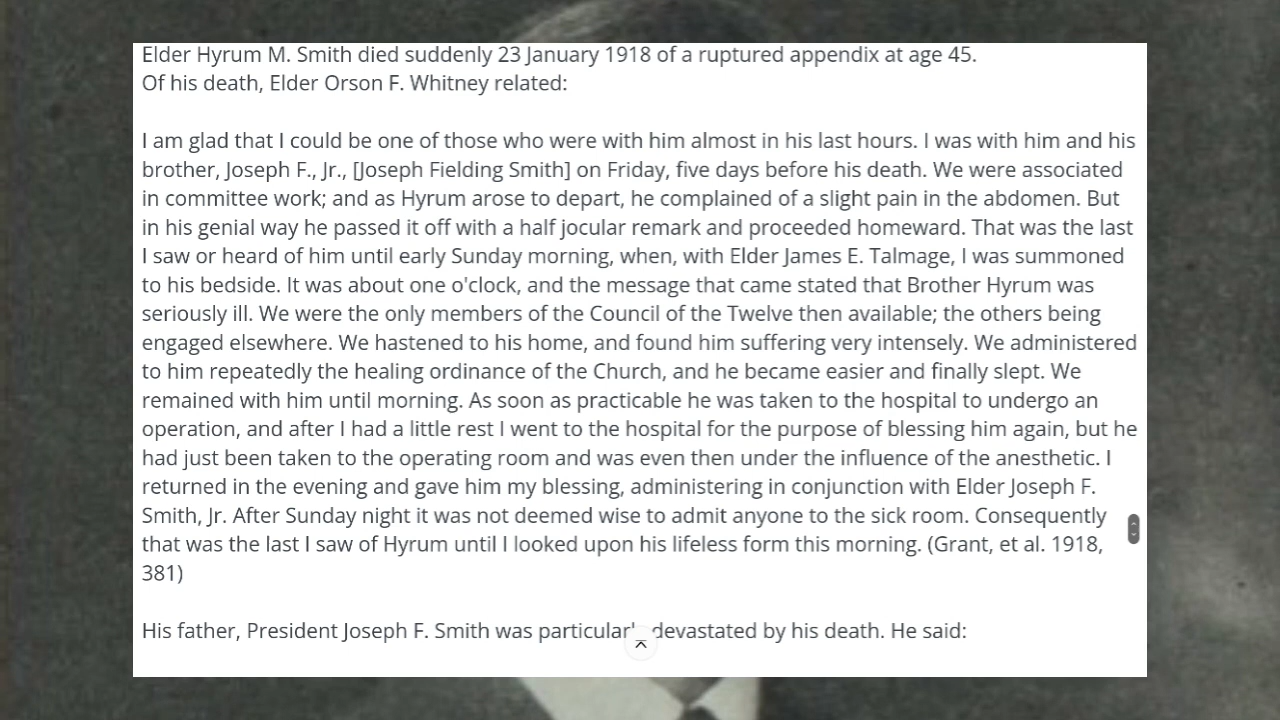 Elder Hyrum M. Smith died suddenly 23 January 1918 of a ruptured appendix at age 45.
Of his death, Elder Orson F. Whitney related:
I am glad that I could be one of those who were with him almost in his last hours. I was with him and his
brother, Joseph F., Jr., [Joseph Fielding Smith] on Friday, five days before his death. We were associated
in committee work; and as Hyrum arose to depart, he complained of a slight pain in the abdomen. But
in his genial way he passed it off with a half jocular remark and proceeded homeward. That was the last
I saw or heard of him until early Sunday morning, when, with Elder James E. Talmage, I was summoned
to his bedside. It was about one o'clock, and the message that came stated that Brother Hyrum was
seriously ill. We were the only members of the Council of the Twelve then available; the others being
engaged elsewhere. We hastened to his home, and found him suffering very intensely. We administered
to him repeatedly the healing ordinance of the Church, and he became easier and finally slept. We
remained with him until morning. As soon as practicable he was taken to the hospital to undergo an
operation, and after I had a little rest I went to the hospital for the purpose of blessing him again, but he
had just been taken to the operating room and was even then under the influence of the anesthetic. I
returned in the evening and gave him my blessing, administering in conjunction with Elder Joseph F.
Smith, Jr. After Sunday night it was not deemed wise to admit anyone to the sick room. Consequently
that was the last I saw of Hyrum until I looked upon his lifeless form this morning. (Grant, et al. 1918,
381)
His father, President Joseph F. Smith was particularly devastated by his death. He said: